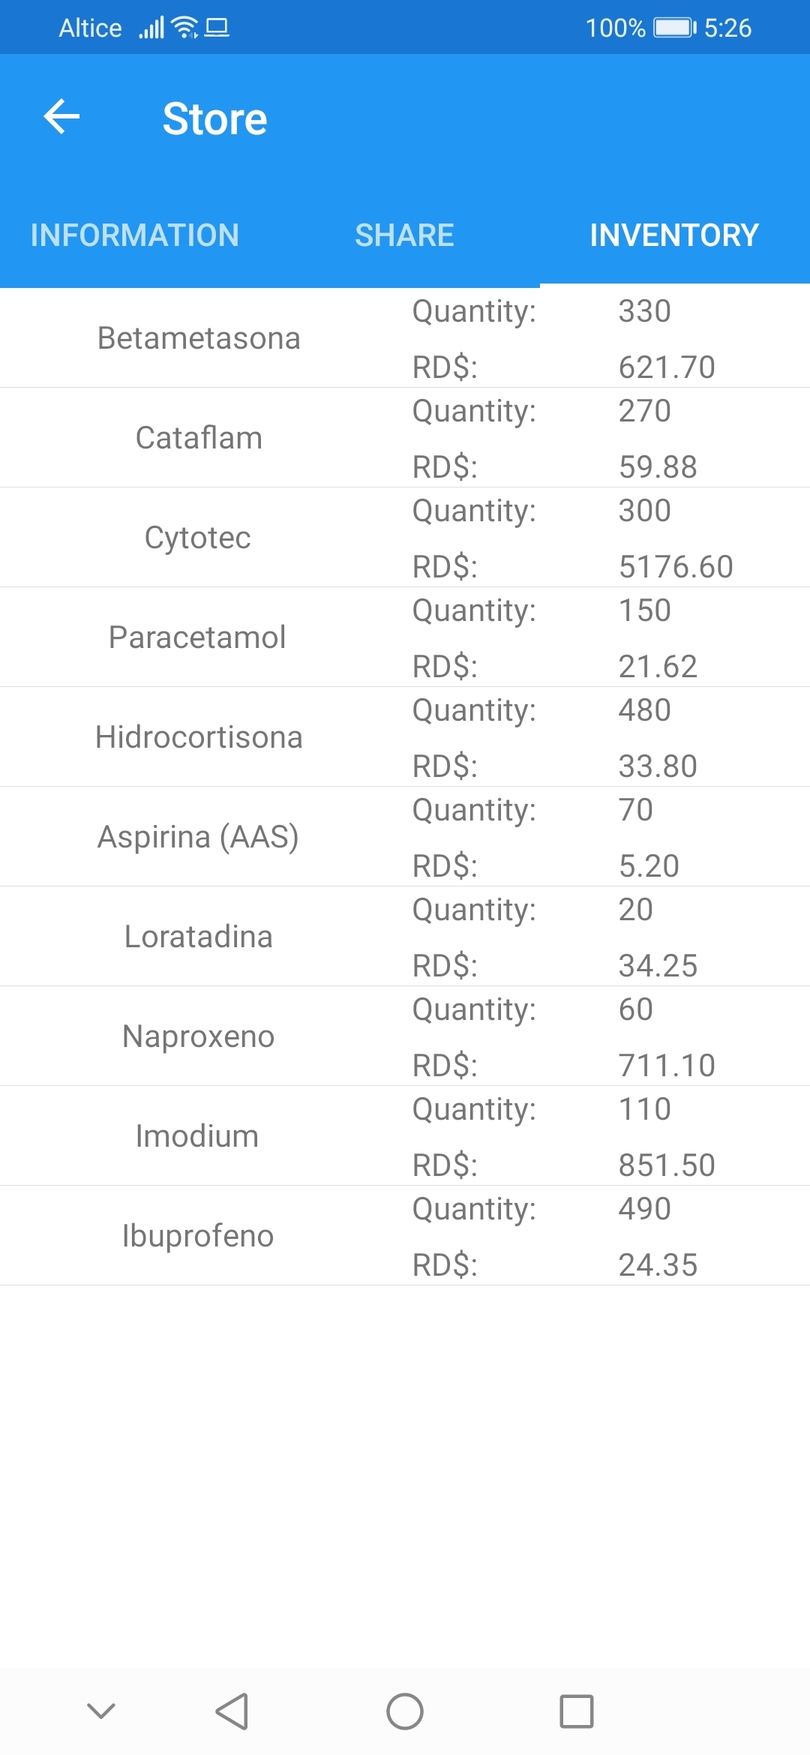 Altice 100% 5:26
Store
INFORMATION SHARE INVENTORY
Betametasona
Quantity: 330
RD$: 621.70
Cataflam
Quantity: 270
RD$: 59.88
Cytotec
Quantity: 300
RD$: 5176.60
Paracetamol
Quantity: 150
RD$: 21.62
Hidrocortisona
Quantity: 480
RD$: 33.80
Aspirina (AAS)
Quantity: 70
RD$: 5.20
Loratadina
Quantity: 20
RD$: 34.25
Naproxeno
Quantity: 60
RD$: 711.10
Imodium
Quantity: 110
RD$: 851.50
Ibuprofeno
Quantity: 490
RD$: 24.35